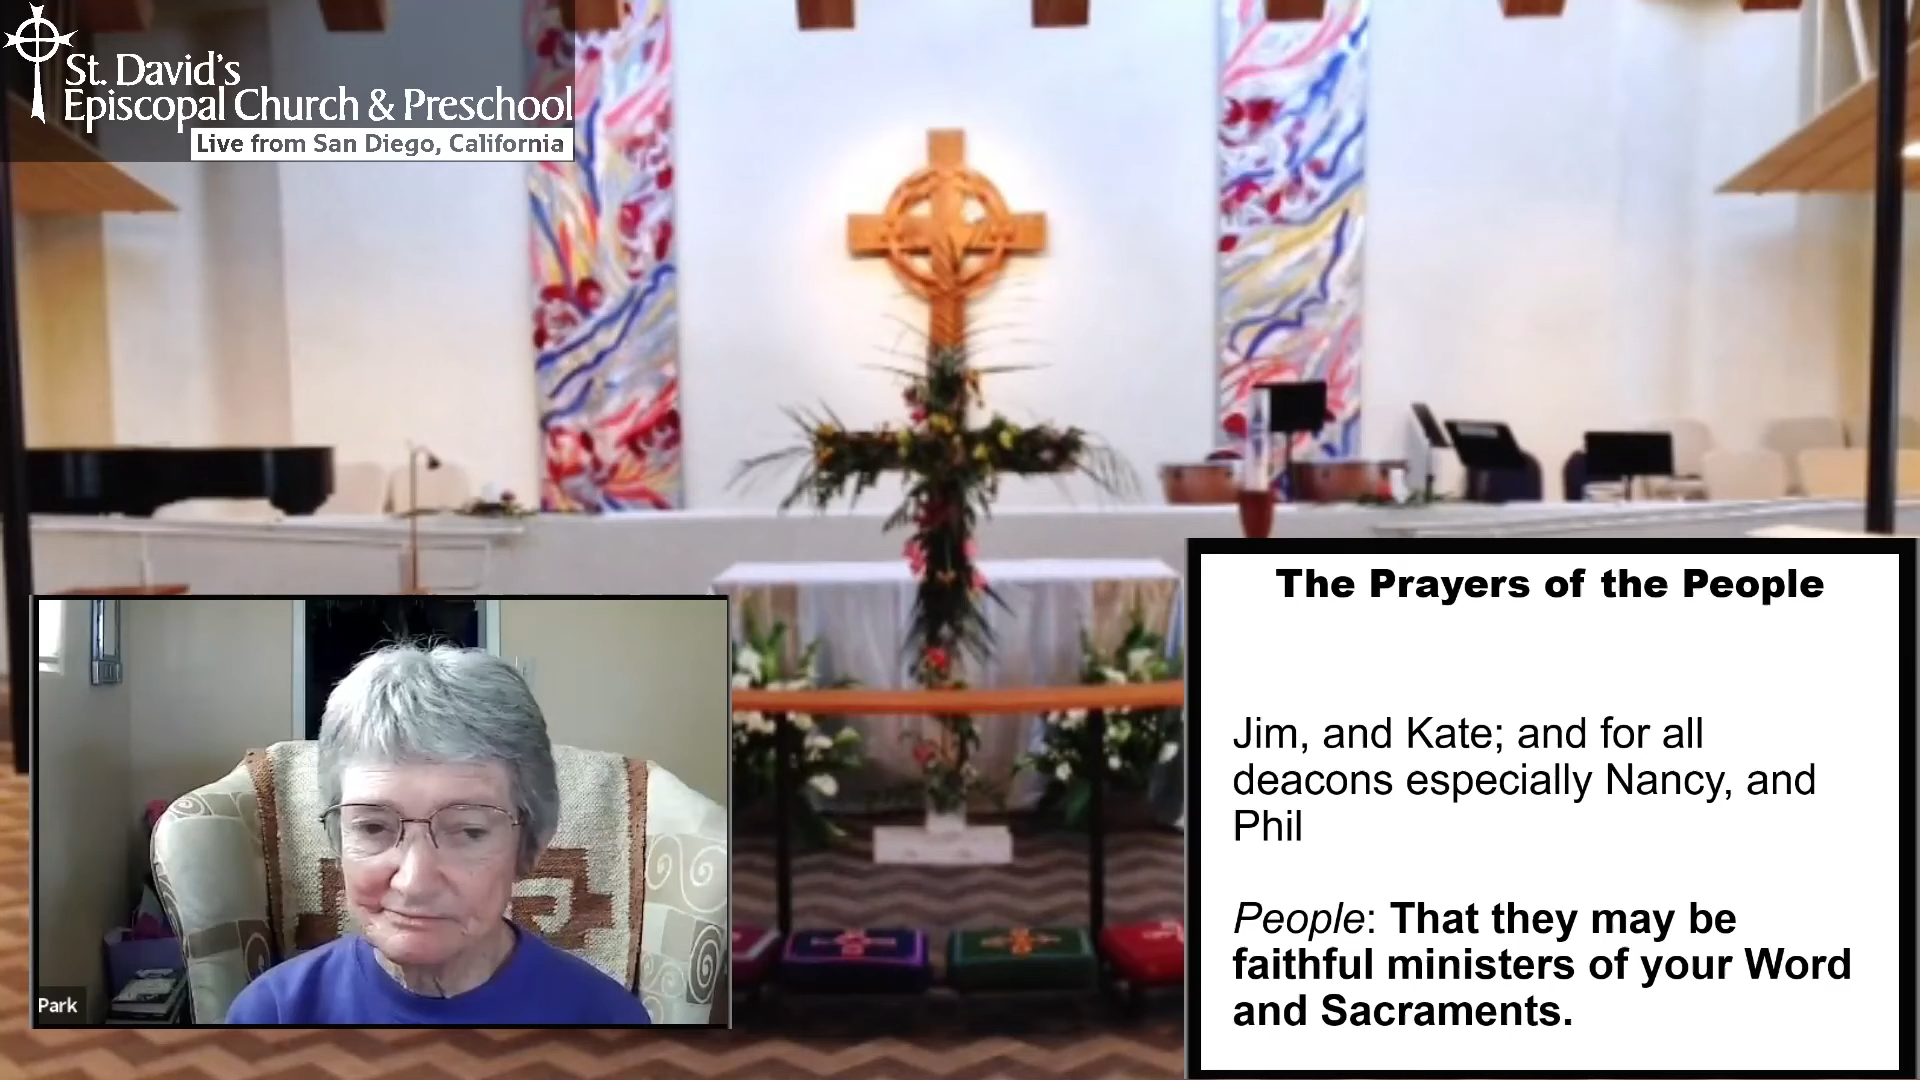 St. David's
Episcopal Church & Preschool
Live from San Diego, California
The Prayers of the People
Jim, and Kate; and for all
deacons especially Nancy, and
Phil
People: That they may be
faithful ministers of your Word
and Sacraments.
Park